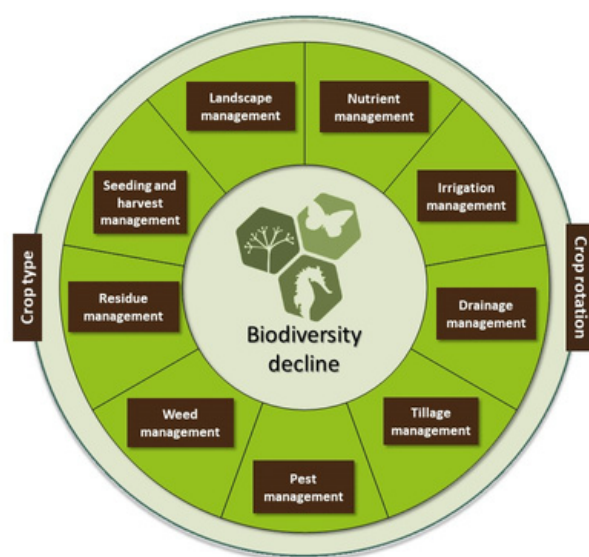 Landscape
management
Nutrient
management
Seeding and
harvest
management
Irrigation
management
Crop type
Crop rotation
Residue
management
Drainage
management
Biodiversity
decline
Weed
management
Tillage
management
Pest
management